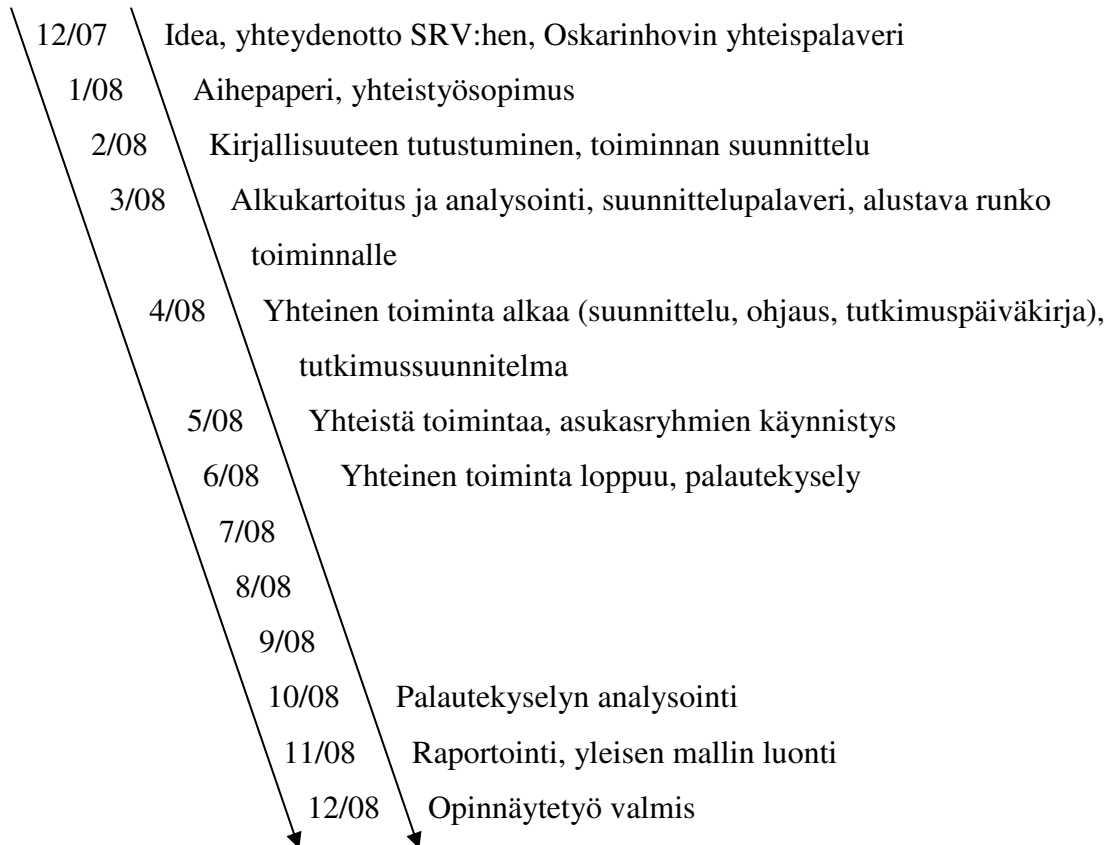 12/07 Idea, yhteydenotto SRV:hen, Oskarinhovin yhteispalaveri
1/08 Aihepaperi, yhteistyösopimus
2/08 Kirjallisuuteen tutustuminen, toiminnan suunnittelu
3/08 Alkukartoitus ja analysointi, suunnittelupalaveri, alustava runko
toiminnalle
4/08 Yhteinen toiminta alkaa (suunnittelu, ohjaus, tutkimuspäiväkirja),
tutkimussuunnitelma
5/08 Yhteistä toimintaa, asukasryhmien käynnistys
6/08 Yhteinen toiminta loppuu, palautekysely
7/08
8/08
9/08
10/08 Palautekyselyn analysointi
11/08 Raportointi, yleisen mallin luonti
12/08 Opinnäytetyö valmis